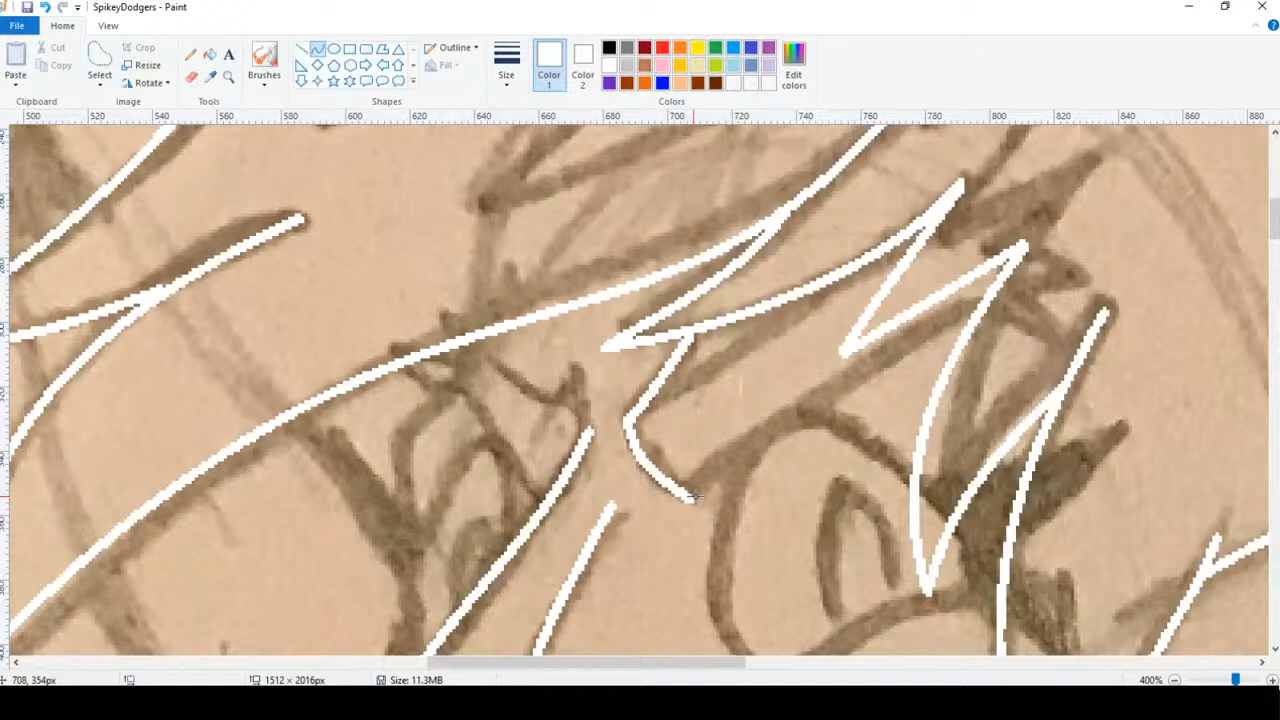 SpikeyDodgers - Paint
File Home View
Paste Cut Copy Clipboard
Select Crop Resize Rotate Image
A Tools
Brushes
Outline Fill Shapes
Size
Color 1 Color 2 Edit colors Colors
500 520 540 560 580 600 620 640 660 680 700 720 740 760 780 800 820 840 860 880
708, 354px 1512 × 2016px Size: 11.3MB 400%